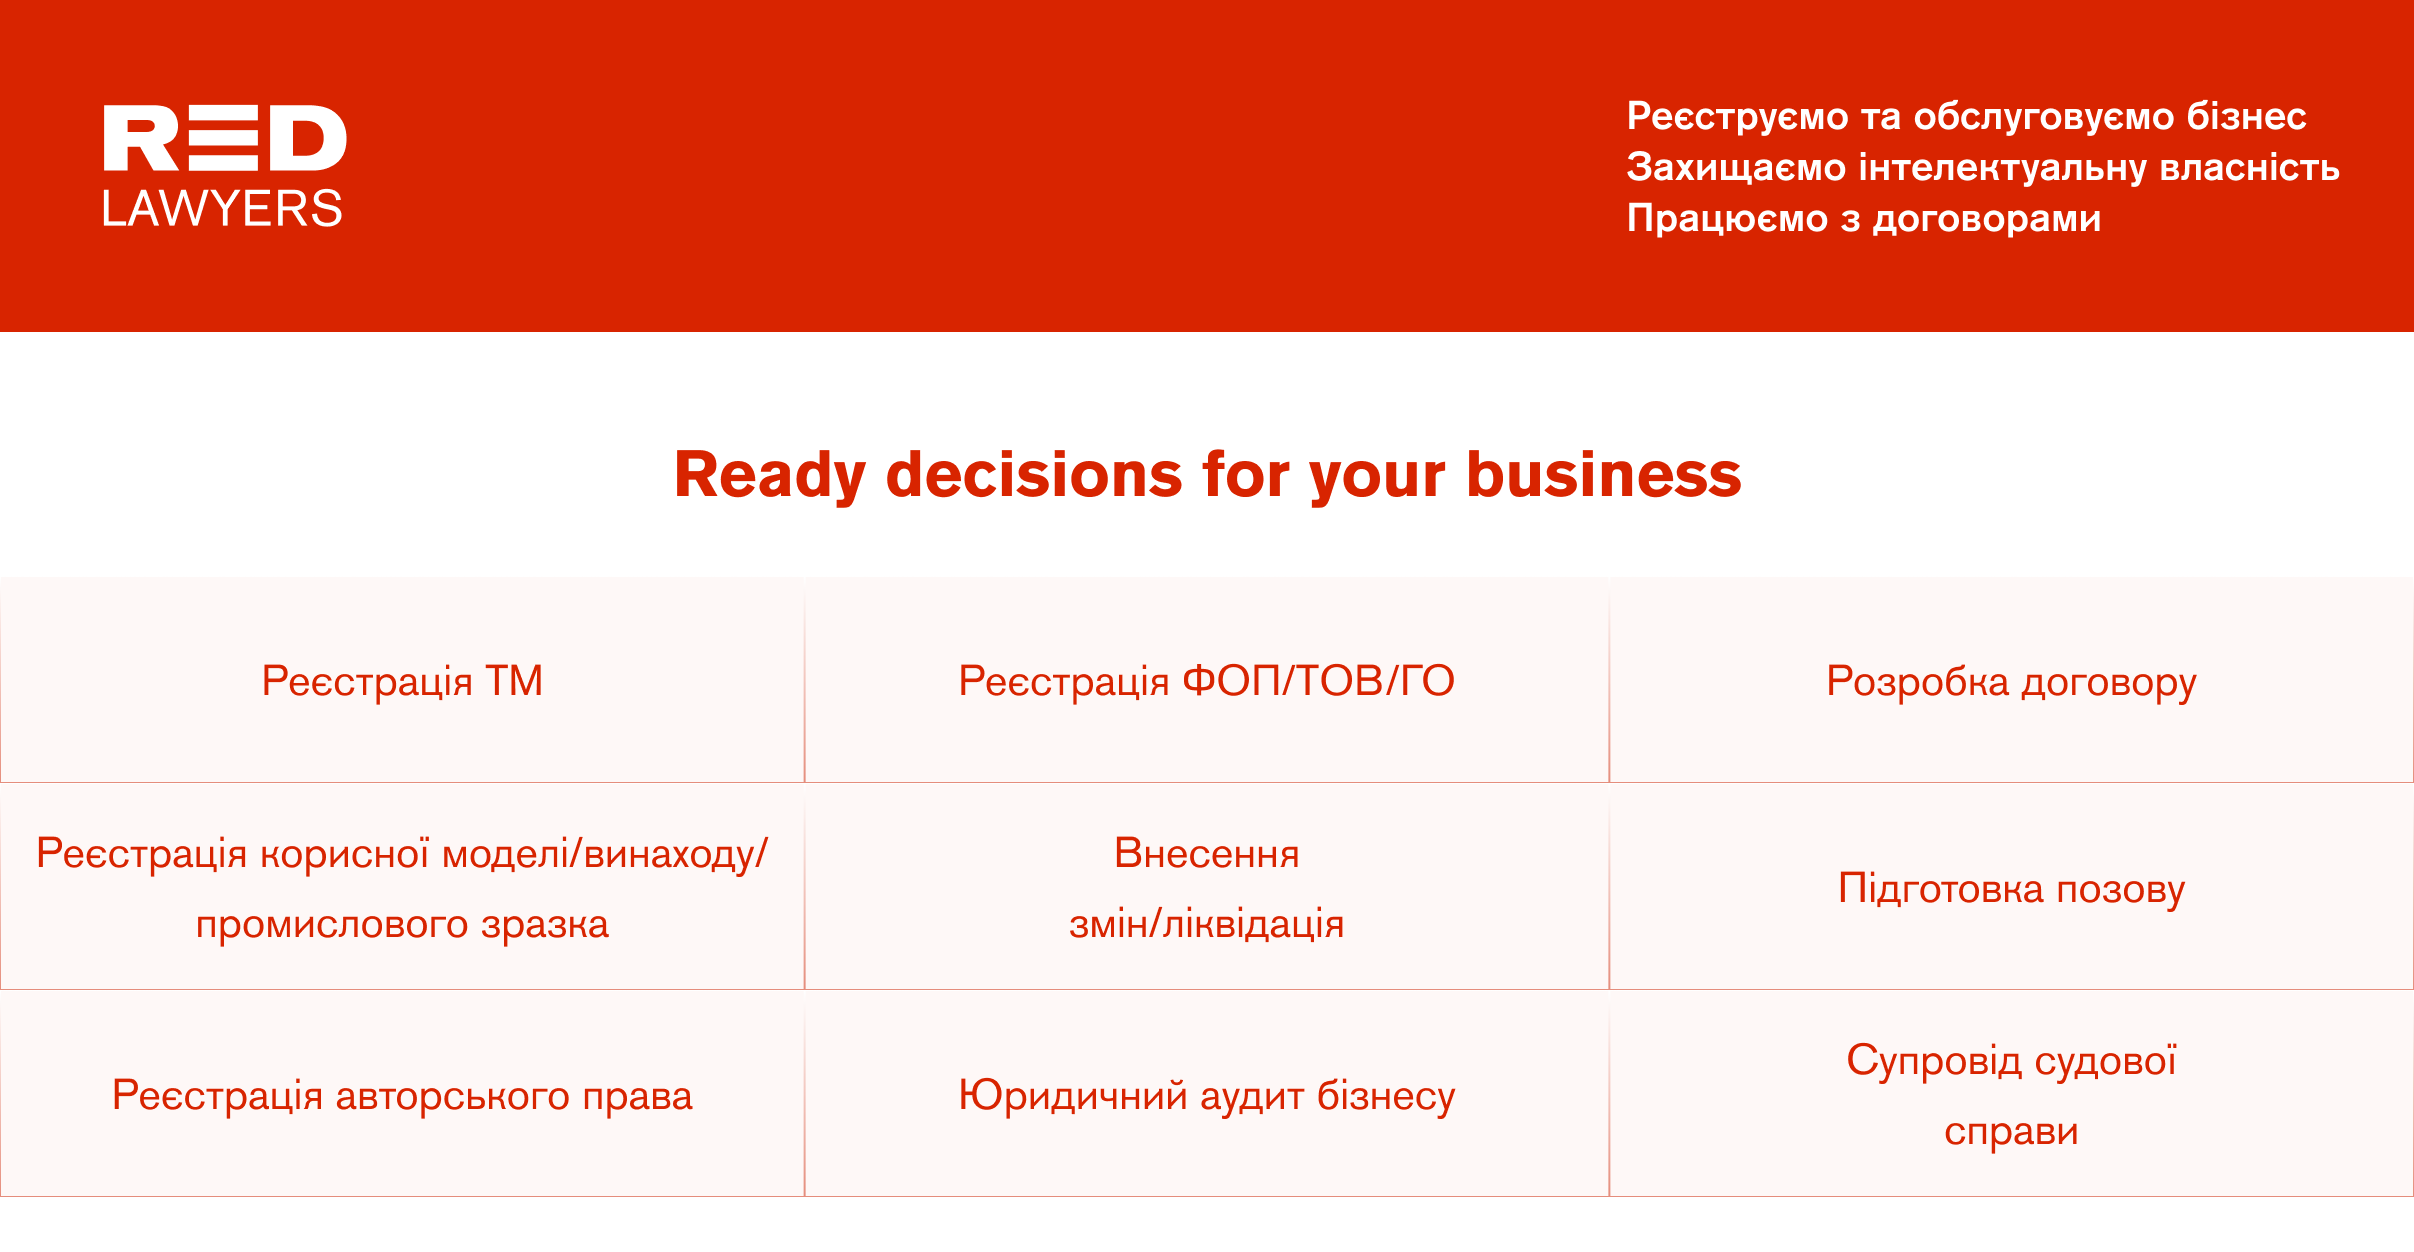 RED
LAWYERS
Реєструємо та обслуговуємо бізнес
Захищаємо інтелектуальну власність
Працюємо з договорами
Ready decisions for your business
Реєстрація ТМ
Реєстрація ФОП/ТОВ/ГО
Розробка договору
Реєстрація корисної моделі/винаходу/
промислового зразка
Внесення
змін/ліквідація
Підготовка позову
Реєстрація авторського права
Юридичний аудит бізнесу
Супровід судової
справи